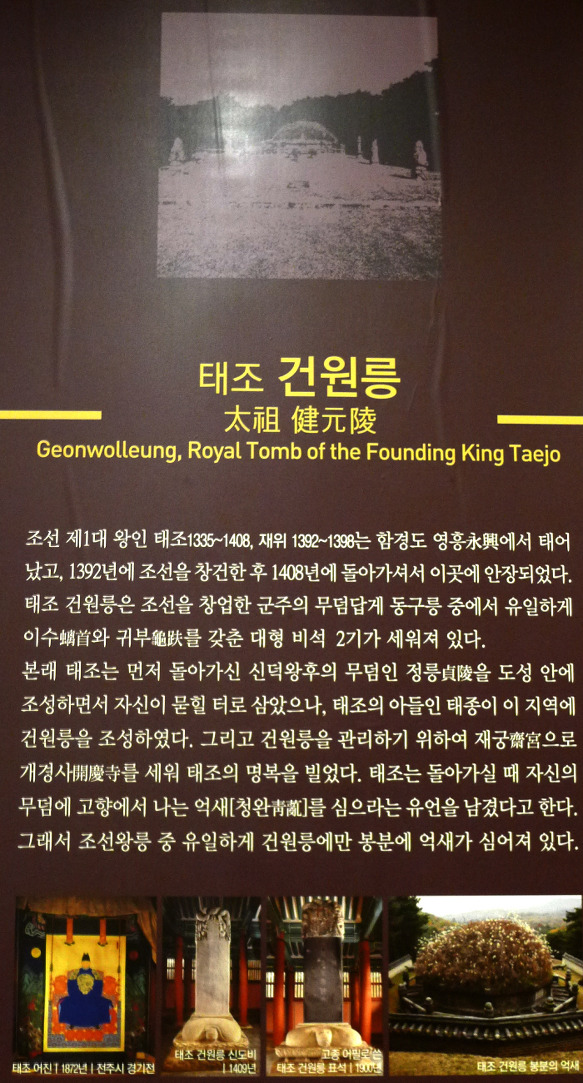 태조 건원릉
太祖 健元陵
Geonwolleung, Royal Tomb of the Founding King Taejo
조선 제1대 왕인 태조1335~1408, 재위 1392~1398는 함경도 영흥永興에서 태어
났고, 1392년에 조선을 창건한 후 1408년에 돌아가셔서 이곳에 안장되었다.
태조 건원릉은 조선을 창업한 군주의 무덤답게 동구릉 중에서 유일하게
이수螭首와 귀부龜趺를 갖춘 대형 비석 2기가 세워져 있다.
본래 태조는 먼저 돌아가신 신덕왕후의 무덤인 정릉貞陵을 도성 안에
조성하면서 자신이 묻힐 터로 삼았으나, 태조의 아들인 태종이 이 지역에
건원릉을 조성하였다. 그리고 건원릉을 관리하기 위하여 재궁齋宮으로
개경사開慶寺를 세워 태조의 명복을 빌었다. 태조는 돌아가실 때 자신의
무덤에 고향에서 나는 억새[청완靑薍]를 심으라는 유언을 남겼다고 한다.
그래서 조선왕릉 중 유일하게 건원릉에만 봉분에 억새가 심어져 있다.
태조 어진 | 1872년 | 전주시 경기전
태조 건원릉 신도비
| 1409년
고종 어필로 쓴
태조 건원릉 표석 | 1900년
태조 건원릉 봉분의 억새